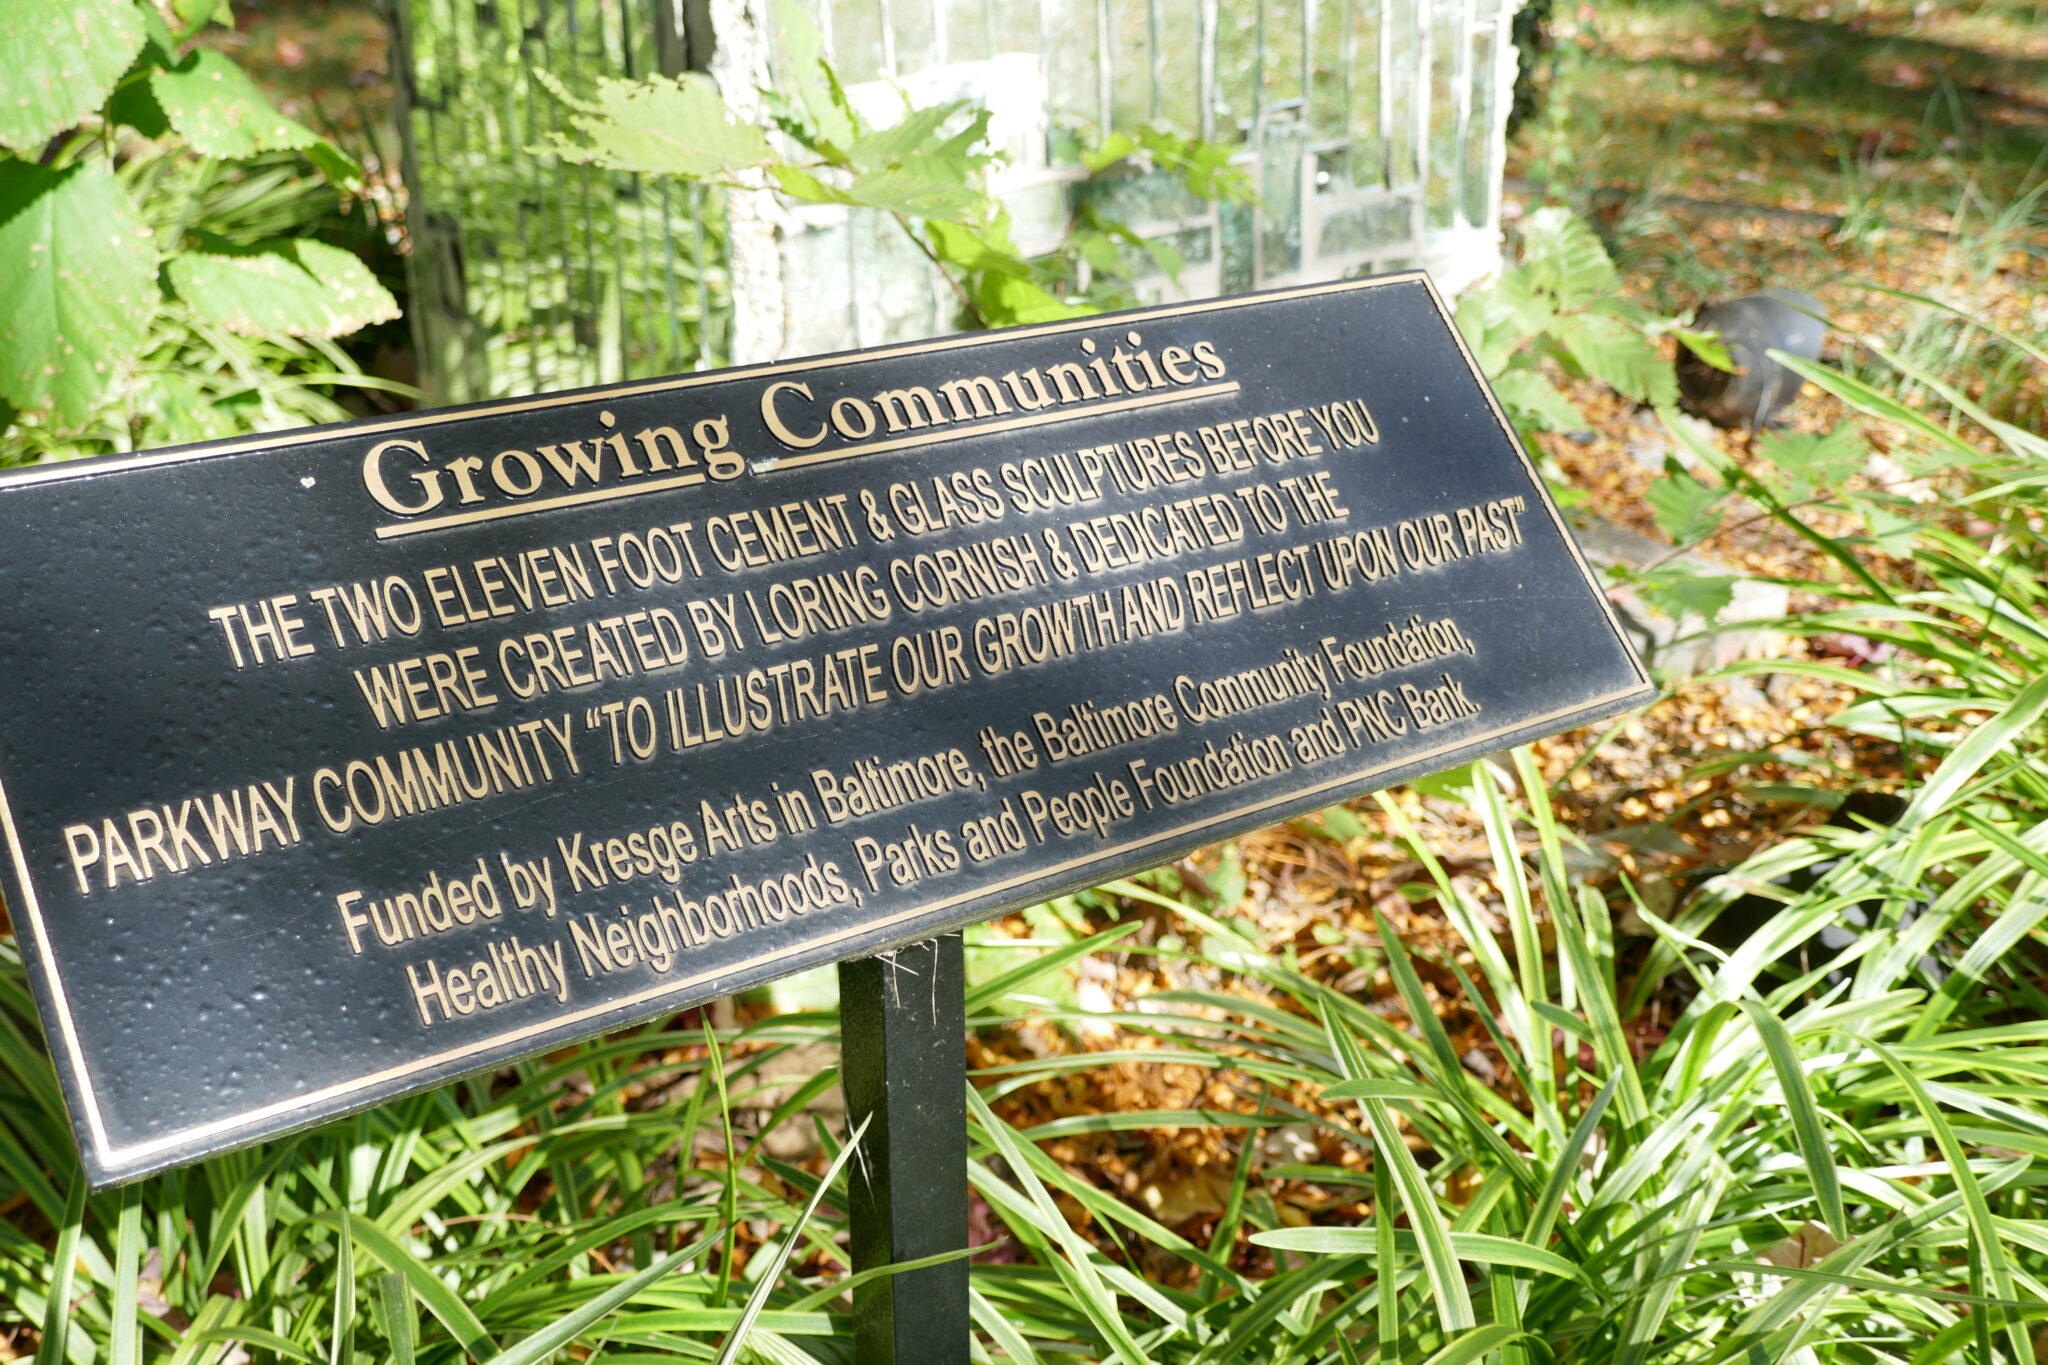 Growing Communities
THE TWO ELEVEN FOOT CEMENT & GLASS SCULPTURES BEFORE YOU
WERE CREATED BY LORING CORNISH & DEDICATED TO THE
PARKWAY COMMUNITY “TO ILLUSTRATE OUR GROWTH AND REFLECT UPON OUR PAST”
Funded by Kresge Arts in Baltimore, the Baltimore Community Foundation,
Healthy Neighborhoods, Parks and People Foundation and PNC Bank.